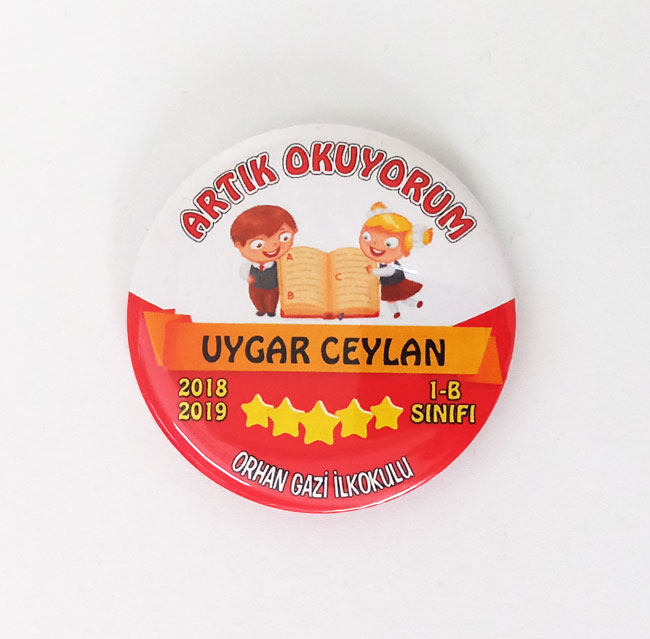 ARTIK OKUYORUM
A
B
C
UYGAR CEYLAN
2018
2019
1-B
SINIFI
ORHAN GAZİ İLKOKULU